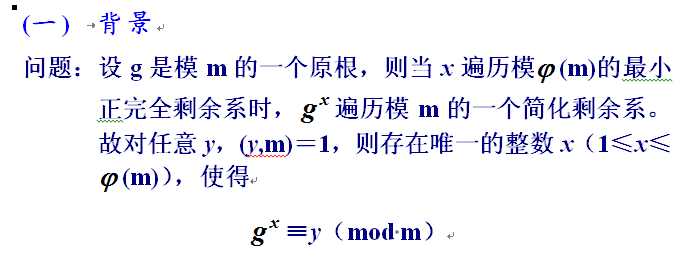 (一) 背景
问题：设 g 是模 m 的一个原根，则当 x 遍历模φ(m)的最小
正完全剩余系时，g^x 遍历模 m 的一个简化剩余系。
故对任意 y，(y,m)＝1，则存在唯一的整数 x（1≤x≤
φ(m)），使得
g^x ≡y（mod m）